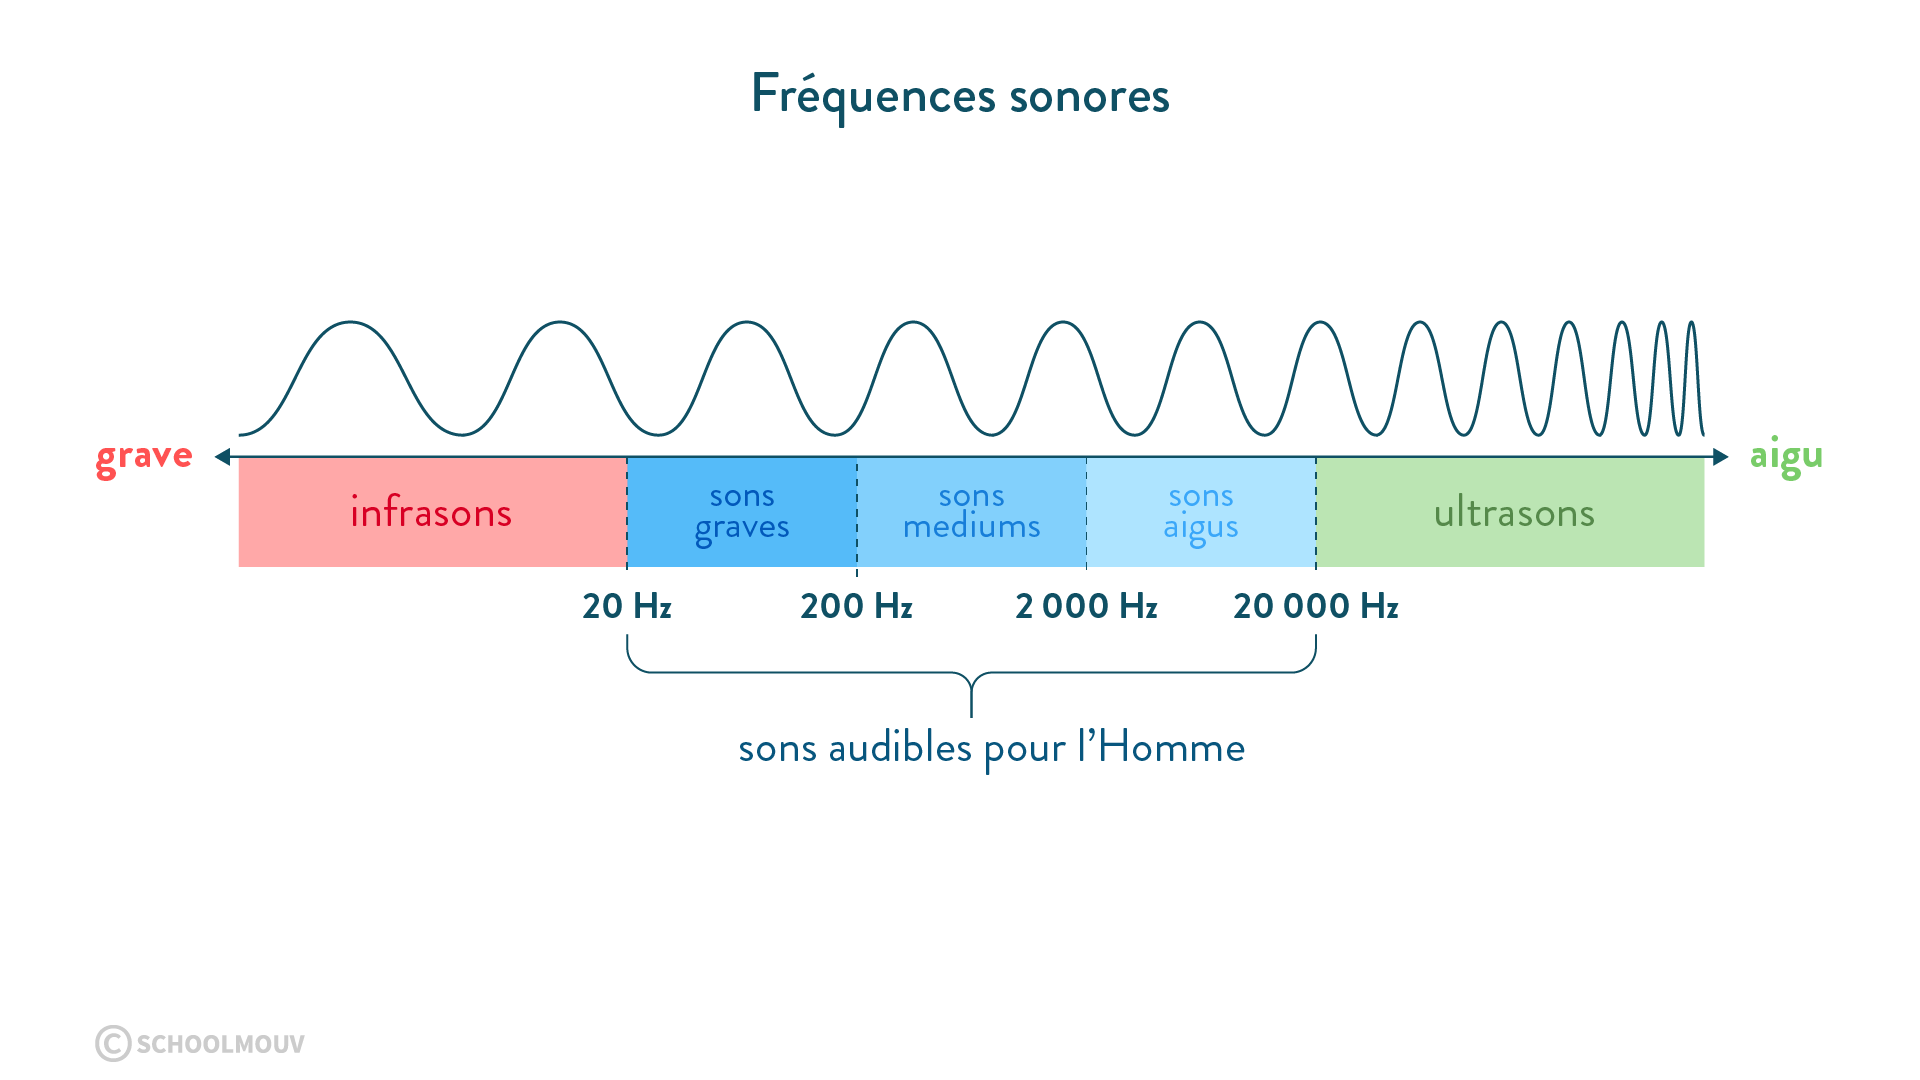 Fréquences sonores
grave
aigu
infrasons
sons
graves
sons
mediums
sons
aigus
ultrasons
20 Hz
200 Hz
2 000 Hz
20 000 Hz
sons audibles pour l’Homme
© SCHOOLMOUV